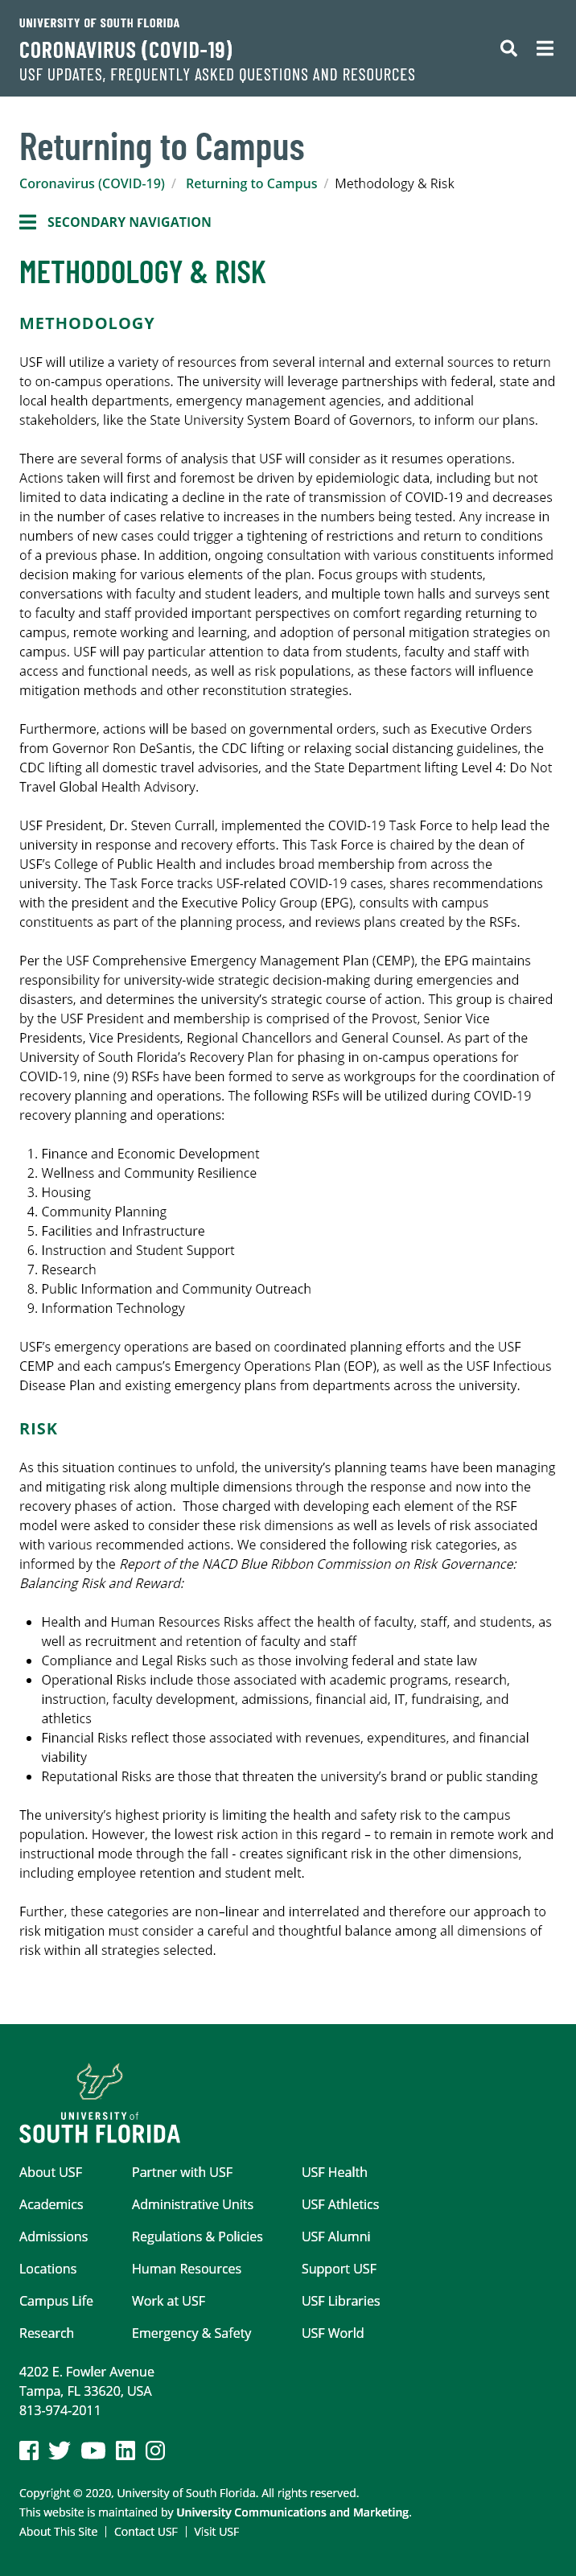 UNIVERSITY OF SOUTH FLORIDA
CORONAVIRUS (COVID-19)
USF UPDATES, FREQUENTLY ASKED QUESTIONS AND RESOURCES
Returning to Campus
Coronavirus (COVID-19) / Returning to Campus / Methodology & Risk
SECONDARY NAVIGATION
METHODOLOGY & RISK
METHODOLOGY
USF will utilize a variety of resources from several internal and external sources to return
to on-campus operations. The university will leverage partnerships with federal, state and
local health departments, emergency management agencies, and additional
stakeholders, like the State University System Board of Governors, to inform our plans.
There are several forms of analysis that USF will consider as it resumes operations.
Actions taken will first and foremost be driven by epidemiologic data, including but not
limited to data indicating a decline in the rate of transmission of COVID-19 and decreases
in the number of cases relative to increases in the numbers being tested. Any increase in
numbers of new cases could trigger a tightening of restrictions and return to conditions
of a previous phase. In addition, ongoing consultation with various constituents informed
decision making for various elements of the plan. Focus groups with students,
conversations with faculty and student leaders, and multiple town halls and surveys sent
to faculty and staff provided important perspectives on comfort regarding returning to
campus, remote working and learning, and adoption of personal mitigation strategies on
campus. USF will pay particular attention to data from students, faculty and staff with
access and functional needs, as well as risk populations, as these factors will influence
mitigation methods and other reconstitution strategies.
Furthermore, actions will be based on governmental orders, such as Executive Orders
from Governor Ron DeSantis, the CDC lifting or relaxing social distancing guidelines, the
CDC lifting all domestic travel advisories, and the State Department lifting Level 4: Do Not
Travel Global Health Advisory.
USF President, Dr. Steven Currall, implemented the COVID-19 Task Force to help lead the
university in response and recovery efforts. This Task Force is chaired by the dean of
USF's College of Public Health and includes broad membership from across the
university. The Task Force tracks USF-related COVID-19 cases, shares recommendations
with the president and the Executive Policy Group (EPG), consults with campus
constituents as part of the planning process, and reviews plans created by the RSFs.
Per the USF Comprehensive Emergency Management Plan (CEMP), the EPG maintains
responsibility for university-wide strategic decision-making during emergencies and
disasters, and determines the university's strategic course of action. This group is chaired
by the USF President and membership is comprised of the Provost, Senior Vice
Presidents, Vice Presidents, Regional Chancellors and General Counsel. As part of the
University of South Florida's Recovery Plan for phasing in on-campus operations for
COVID-19, nine (9) RSFs have been formed to serve as workgroups for the coordination of
recovery planning and operations. The following RSFs will be utilized during COVID-19
recovery planning and operations:
1. Finance and Economic Development
2. Wellness and Community Resilience
3. Housing
4. Community Planning
5. Facilities and Infrastructure
6. Instruction and Student Support
7. Research
8. Public Information and Community Outreach
9. Information Technology
USF's emergency operations are based on coordinated planning efforts and the USF
CEMP and each campus's Emergency Operations Plan (EOP), as well as the USF Infectious
Disease Plan and existing emergency plans from departments across the university.
RISK
As this situation continues to unfold, the university's planning teams have been managing
and mitigating risk along multiple dimensions through the response and now into the
recovery phases of action. Those charged with developing each element of the RSF
model were asked to consider these risk dimensions as well as levels of risk associated
with various recommended actions. We considered the following risk categories, as
informed by the Report of the NACD Blue Ribbon Commission on Risk Governance:
Balancing Risk and Reward:
• Health and Human Resources Risks affect the health of faculty, staff, and students, as
well as recruitment and retention of faculty and staff
• Compliance and Legal Risks such as those involving federal and state law
• Operational Risks include those associated with academic programs, research,
instruction, faculty development, admissions, financial aid, IT, fundraising, and
athletics
• Financial Risks reflect those associated with revenues, expenditures, and financial
viability
• Reputational Risks are those that threaten the university's brand or public standing
The university's highest priority is limiting the health and safety risk to the campus
population. However, the lowest risk action in this regard – to remain in remote work and
instructional mode through the fall - creates significant risk in the other dimensions,
including employee retention and student melt.
Further, these categories are non–linear and interrelated and therefore our approach to
risk mitigation must consider a careful and thoughtful balance among all dimensions of
risk within all strategies selected.
UNIVERSITY of
SOUTH FLORIDA
About USF Partner with USF USF Health
Academics Administrative Units USF Athletics
Admissions Regulations & Policies USF Alumni
Locations Human Resources Support USF
Campus Life Work at USF USF Libraries
Research Emergency & Safety USF World
4202 E. Fowler Avenue
Tampa, FL 33620, USA
813-974-2011
Copyright © 2020, University of South Florida. All rights reserved.
This website is maintained by University Communications and Marketing.
About This Site | Contact USF | Visit USF